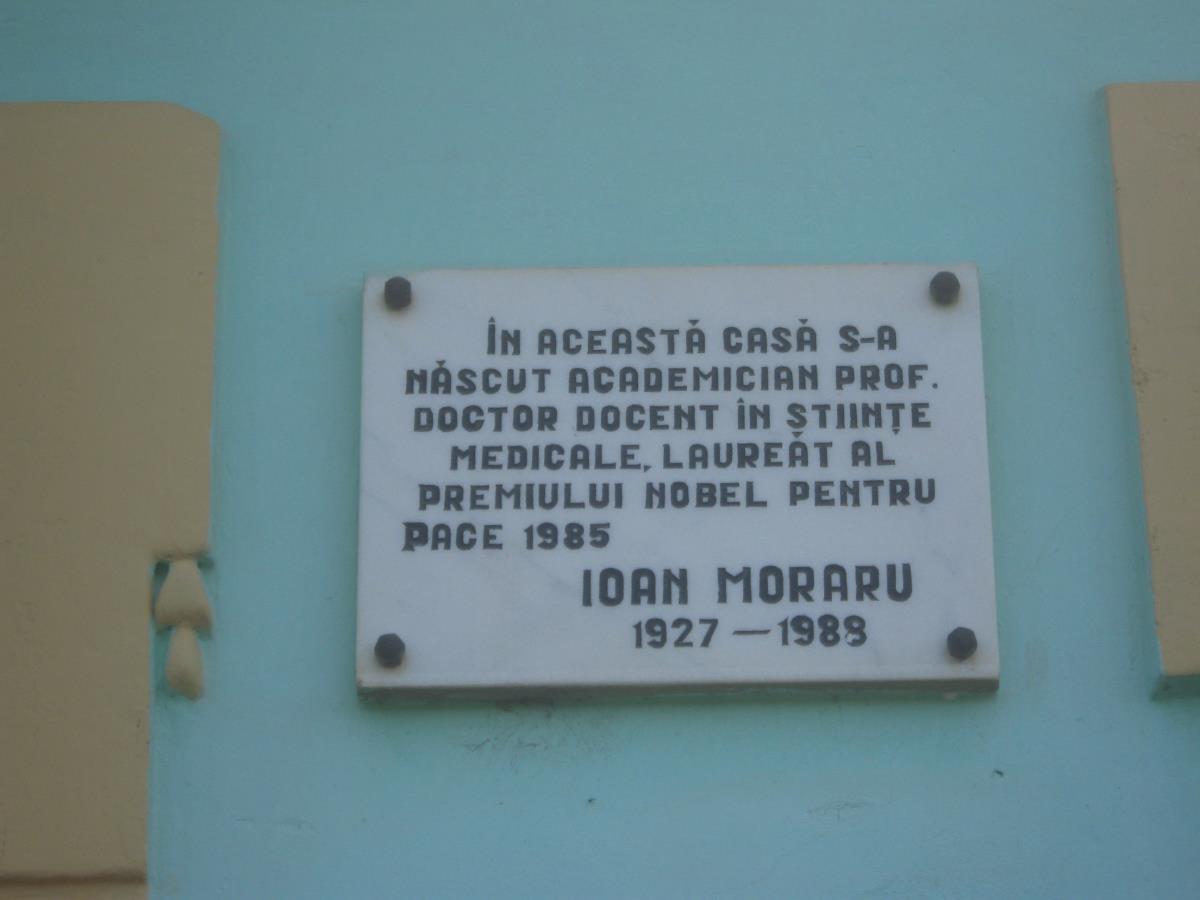 ÎN ACEASTĂ CASĂ S-A
NĂSCUT ACADEMICIAN PROF.
DOCTOR DOCENT ÎN ȘTIINȚE
MEDICALE, LAUREĂT AL
PREMIULUI NOBEL PENTRU
PACE 1985
IOAN MORARU
1927 — 1988